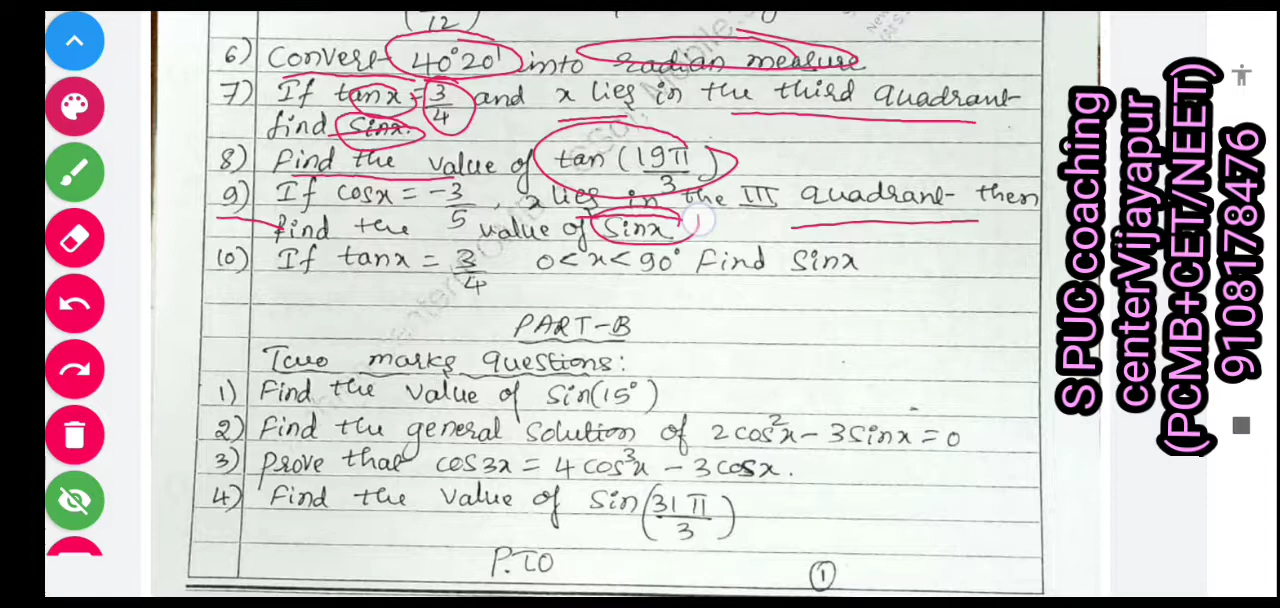 12
6) Convert 40°20' into radian measure
7) If tanx = 3/4 and x lies in the third quadrant
find sinx.
8) Find the value of tan (19π/3)
9) If cosx = -3/5, x lies in the III quadrant then
find the value of sinx.
10) If tanx = 3/4 0<x<90° find sinx
PART-B
Two marks questions:
1) Find the value of sin(15°)
2) Find the general solution of 2cos²x - 3sinx = 0
3) prove that cos3x = 4cos³x - 3cosx.
4) Find the value of sin(31π/3)
P.TO
1
S PUC coaching
centerVijayapur
(PCMB+CET/NEET)
9108178476